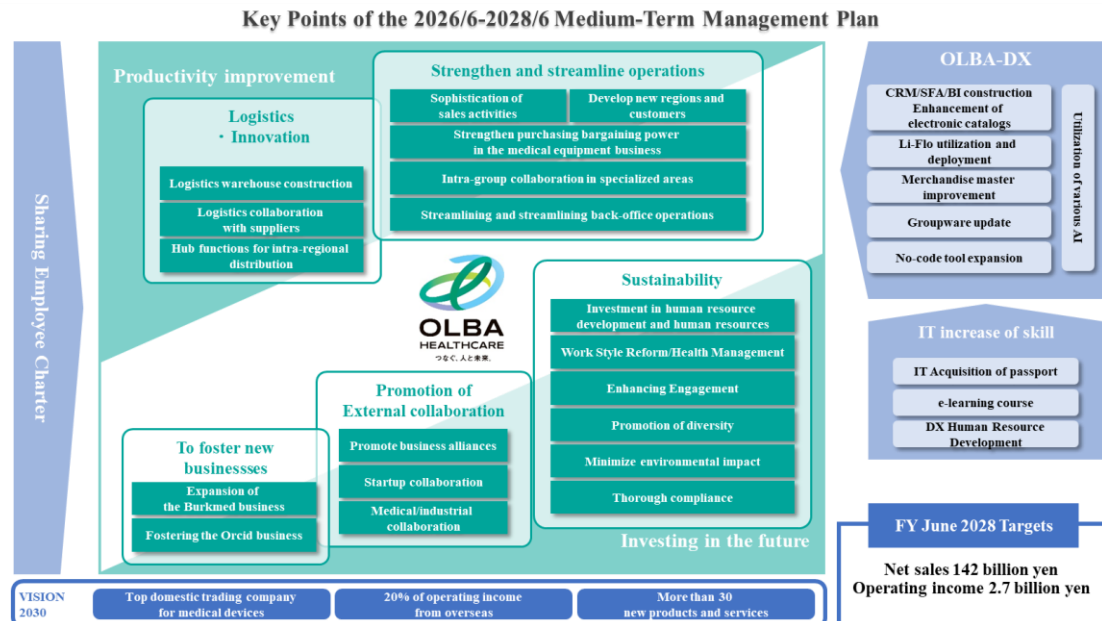 Key Points of the 2026/6-2028/6 Medium-Term Management Plan
Sharing Employee Charter
Productivity improvement
Logistics
・Innovation
Logistics warehouse construction
Logistics collaboration
with suppliers
Hub functions for intra-regional
distribution
Strengthen and streamline operations
Sophistication of
sales activities
Develop new regions and
customers
Strengthen purchasing bargaining power
in the medical equipment business
Intra-group collaboration in specialized areas
Streamlining and streamlining back-office operations
OLBA
HEALTHCARE
つなぐ、人と未来。
Sustainability
Investment in human resource
development and human resources
Work Style Reform/Health Management
Enhancing Engagement
Promotion of diversity
Minimize environmental impact
Thorough compliance
Promotion of
External collaboration
Promote business alliances
Startup collaboration
Medical/industrial
collaboration
To foster new
businessses
Expansion of
the Burkmed business
Fostering the Orcid business
Investing in the future
OLBA-DX
CRM/SFA/BI construction
Enhancement of
electronic catalogs
Li-Flo utilization and
deployment
Merchandise master
improvement
Groupware update
No-code tool expansion
Utilization of various AI
IT increase of skill
IT Acquisition of passport
e-learning course
DX Human Resource
Development
FY June 2028 Targets
Net sales 142 billion yen
Operating income 2.7 billion yen
VISION
2030
Top domestic trading company
for medical devices
20% of operating income
from overseas
More than 30
new products and services